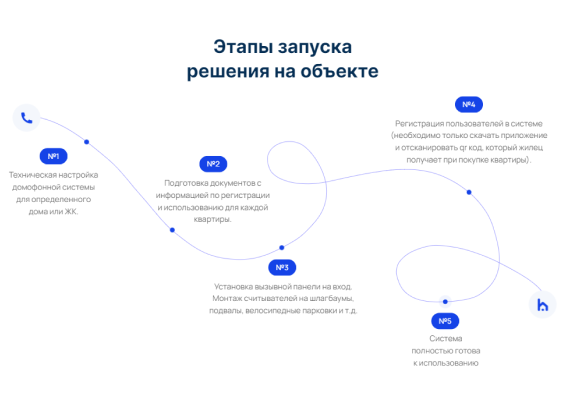 Этапы запуска
решения на объекте
№1
Техническая настройка
домофонной системы
для определенного
дома или ЖК.
№2
Подготовка документов с
информацией по регистрации
и использованию для каждой
квартиры.
№3
Установка вызывной панели на вход.
Монтаж считывателей на шлагбаумы,
подвалы, велосипедные парковки и т.д.
№4
Регистрация пользователей в системе
(необходимо только скачать приложение
и отсканировать qr код, который жилец
получает при покупке квартиры).
№5
Система
полностью готова
к использованию